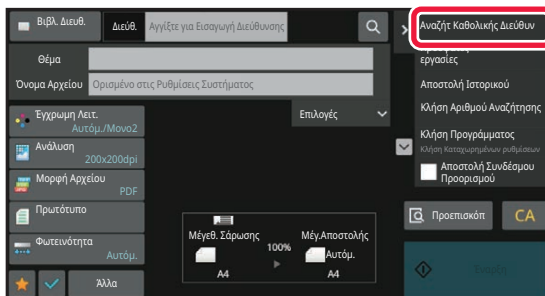 Βιβλ. Διευθ.
Διεύθ.
Αγγίξτε για Εισαγωγή Διεύθυνσης
Αναζήτ Καθολικής Διεύθυν
Θέμα
εργασίες
Όνομα Αρχείου
Ορισμένο στις Ρυθμίσεις Συστήματος
Αποστολή Ιστορικού
Έγχρωμη Λειτ.
Αυτόμ./Μονο2
Επιλογές
Κλήση Αριθμού Αναζήτησης
Κλήση Προγράμματος
Κλήση Καταχωρημένων ρυθμίσεων
Ανάλυση
200x200dpi
Αποστολή Συνδέσμου
Προορισμού
Μορφή Αρχείου
PDF
Πρωτότυπο
Προεπισκόπ
CA
Μέγεθ. Σάρωσης
100%
Μέγ.Αποστολής
Αυτόμ.
A4
A4
Φωτεινότητα
Αυτόμ.
Άλλα
Έναρξη